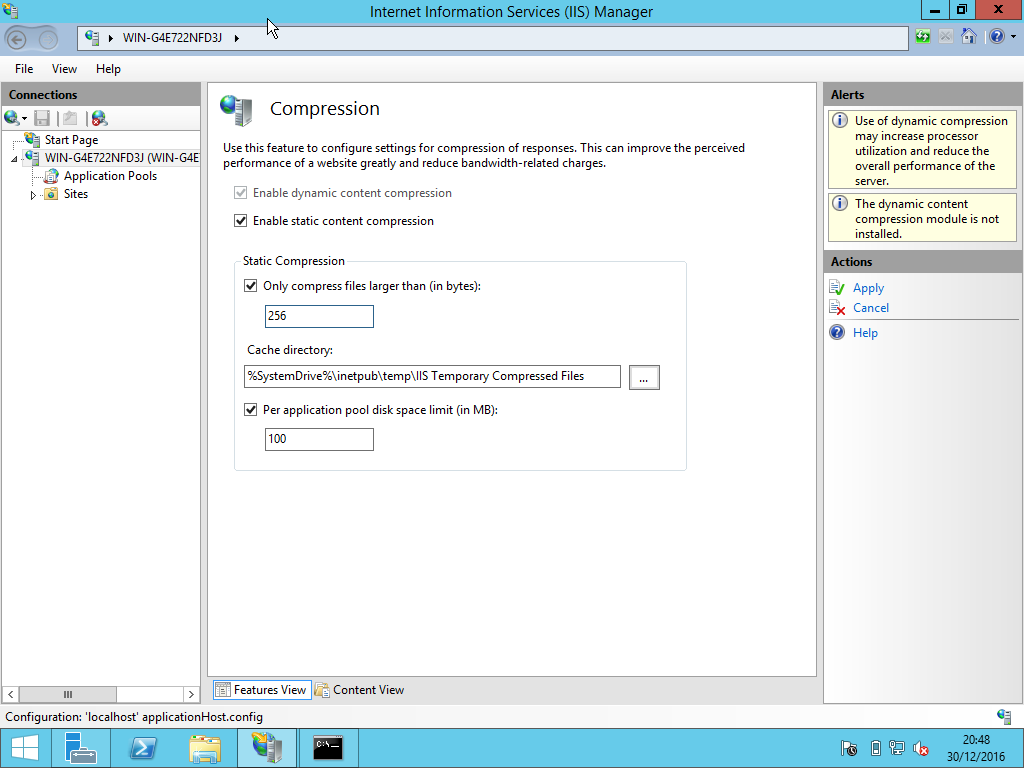 Internet Information Services (IIS) Manager
WIN-G4E722NFD3J
File View Help
Connections
Start Page
WIN-G4E722NFD3J (WIN-G4E
Application Pools
Sites
Compression
Use this feature to configure settings for compression of responses. This can improve the perceived
performance of a website greatly and reduce bandwidth-related charges.
Enable dynamic content compression
Enable static content compression
Static Compression
Only compress files larger than (in bytes):
256
Cache directory:
%SystemDrive%\inetpub\temp\IIS Temporary Compressed Files
...
Per application pool disk space limit (in MB):
100
Features View
Content View
Alerts
Use of dynamic compression
may increase processor
utilization and reduce the
overall performance of the
server.
The dynamic content
compression module is not
installed.
Actions
Apply
Cancel
Help
Configuration: 'localhost' applicationHost.config
C:\_
20:48
30/12/2016